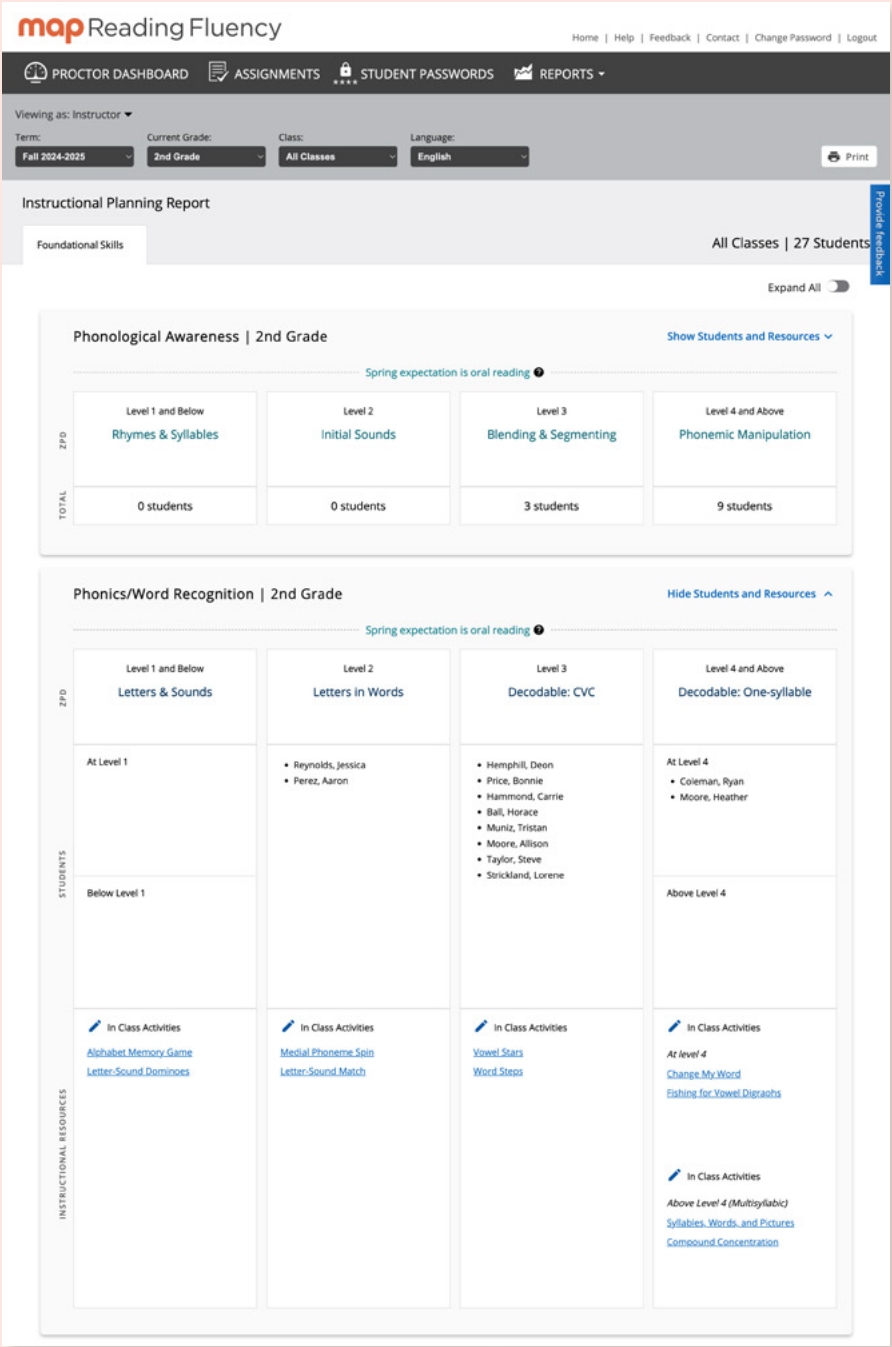 map Reading Fluency
Home | Help | Feedback | Contact | Change Password | Logout
PROCTOR DASHBOARD ASSIGNMENTS STUDENT PASSWORDS REPORTS
Viewing as: Instructor
Term: Current Grade: Class: Language:
Fall 2024-2025 2nd Grade All Classes English Print
Provide feedback
Instructional Planning Report
Foundational Skills
All Classes | 27 Students
Expand All
Phonological Awareness | 2nd Grade Show Students and Resources
Spring expectation is oral reading ?
ZPD
Level 1 and Below Level 2 Level 3 Level 4 and Above
Rhymes & Syllables Initial Sounds Blending & Segmenting Phonemic Manipulation
TOTAL
0 students 0 students 3 students 9 students
Phonics/Word Recognition | 2nd Grade Hide Students and Resources
Spring expectation is oral reading ?
ZPD
Level 1 and Below Level 2 Level 3 Level 4 and Above
Letters & Sounds Letters in Words Decodable: CVC Decodable: One-syllable
STUDENTS
At Level 1
Below Level 1
• Reynolds, Jessica
• Perez, Aaron
• Hemphill, Deon
• Price, Bonnie
• Hammond, Carrie
• Ball, Horace
• Muniz, Tristan
• Moore, Allison
• Taylor, Steve
• Strickland, Lorene
At Level 4
• Coleman, Ryan
• Moore, Heather
Above Level 4
INSTRUCTIONAL RESOURCES
In Class Activities
Alphabet Memory Game
Letter-Sound Dominoes
In Class Activities
Medial Phoneme Spin
Letter-Sound Match
In Class Activities
Vowel Stars
Word Steps
In Class Activities
At level 4
Change My Word
Fishing for Vowel Digraphs
In Class Activities
Above Level 4 (Multisyllabic)
Syllables, Words, and Pictures
Compound Concentration